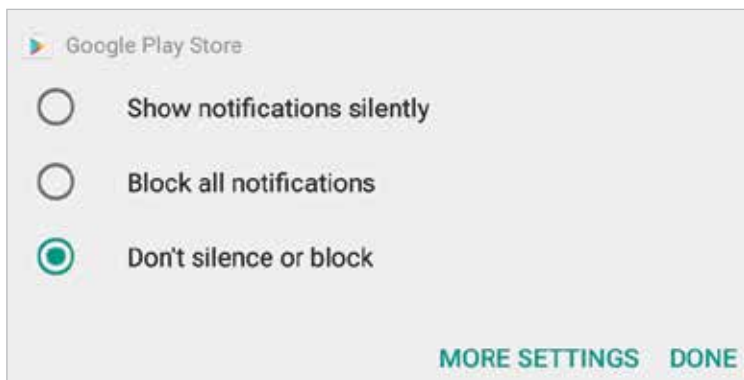 Google Play Store
Show notifications silently
Block all notifications
Don't silence or block
MORE SETTINGS DONE